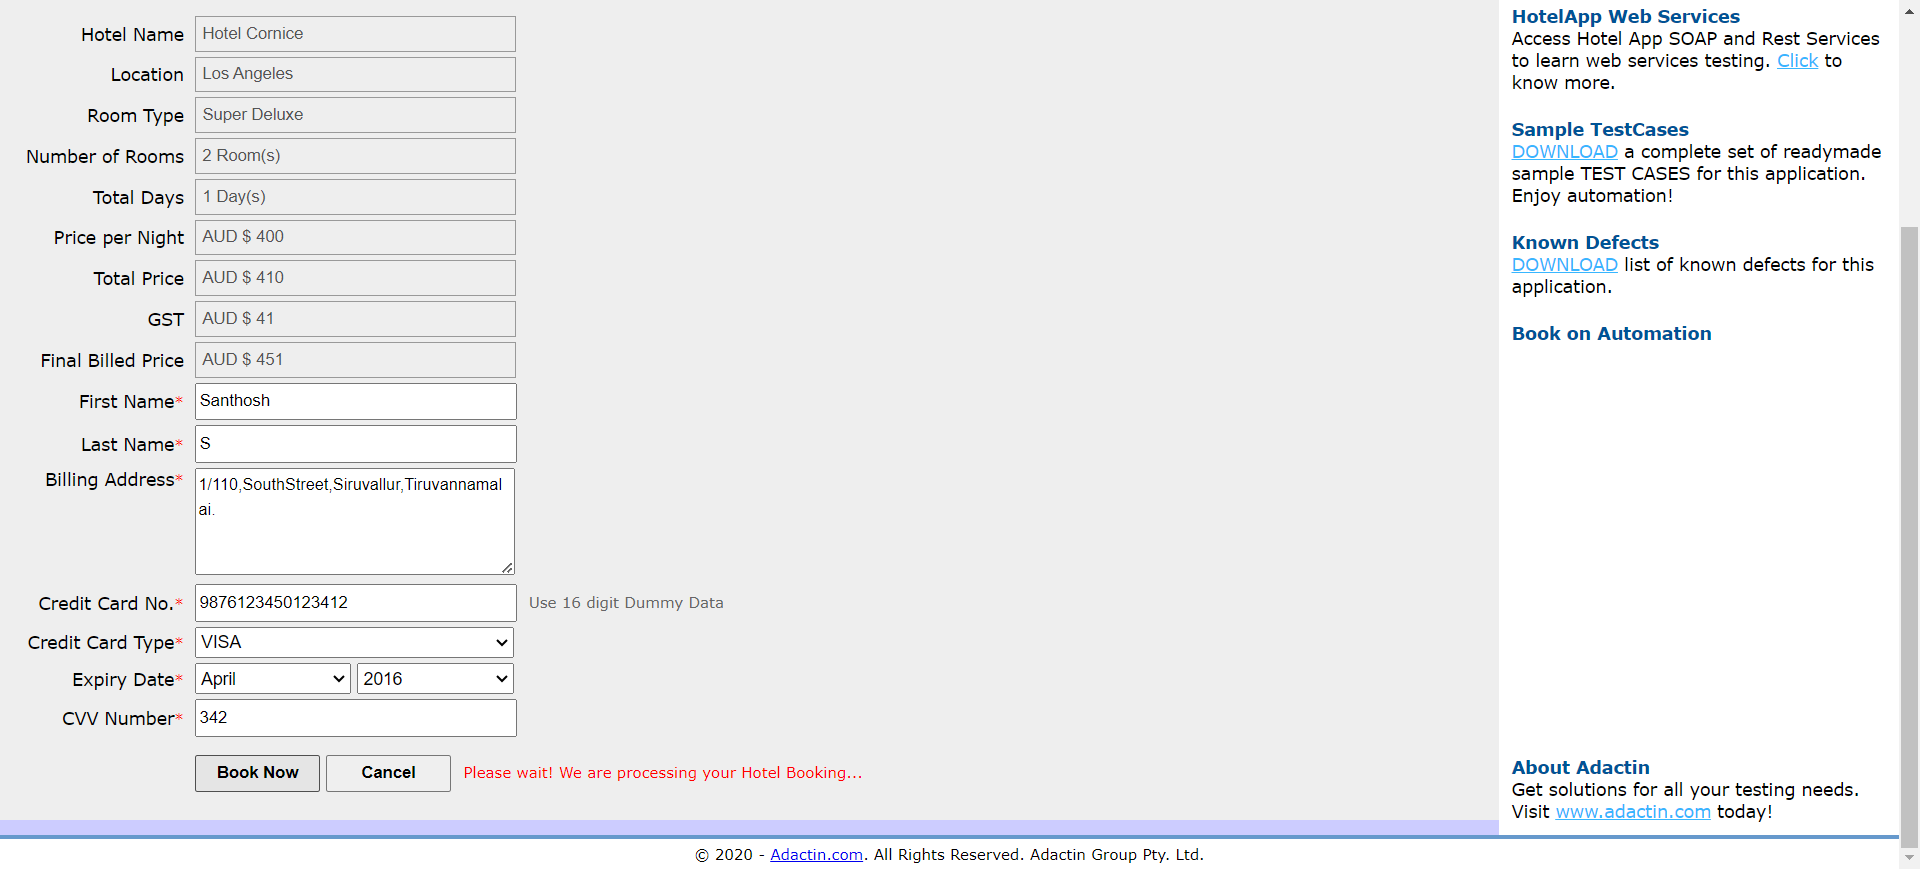 Hotel Name Hotel Cornice
Location Los Angeles
Room Type Super Deluxe
Number of Rooms 2 Room(s)
Total Days 1 Day(s)
Price per Night AUD $ 400
Total Price AUD $ 410
GST AUD $ 41
Final Billed Price AUD $ 451
First Name* Santhosh
Last Name* S
Billing Address* 1/110,SouthStreet,Siruvallur,Tiruvannamal
ai.
Credit Card No.* 9876123450123412 Use 16 digit Dummy Data
Credit Card Type* VISA
Expiry Date* April 2016
CVV Number* 342
Book Now Cancel Please wait! We are processing your Hotel Booking...
HotelApp Web Services
Access Hotel App SOAP and Rest Services
to learn web services testing. Click to
know more.
Sample TestCases
DOWNLOAD a complete set of readymade
sample TEST CASES for this application.
Enjoy automation!
Known Defects
DOWNLOAD list of known defects for this
application.
Book on Automation
About Adactin
Get solutions for all your testing needs.
Visit www.adactin.com today!
© 2020 - Adactin.com. All Rights Reserved. Adactin Group Pty. Ltd.